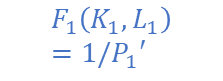 F₁(K₁, L₁)
= 1/P₁′